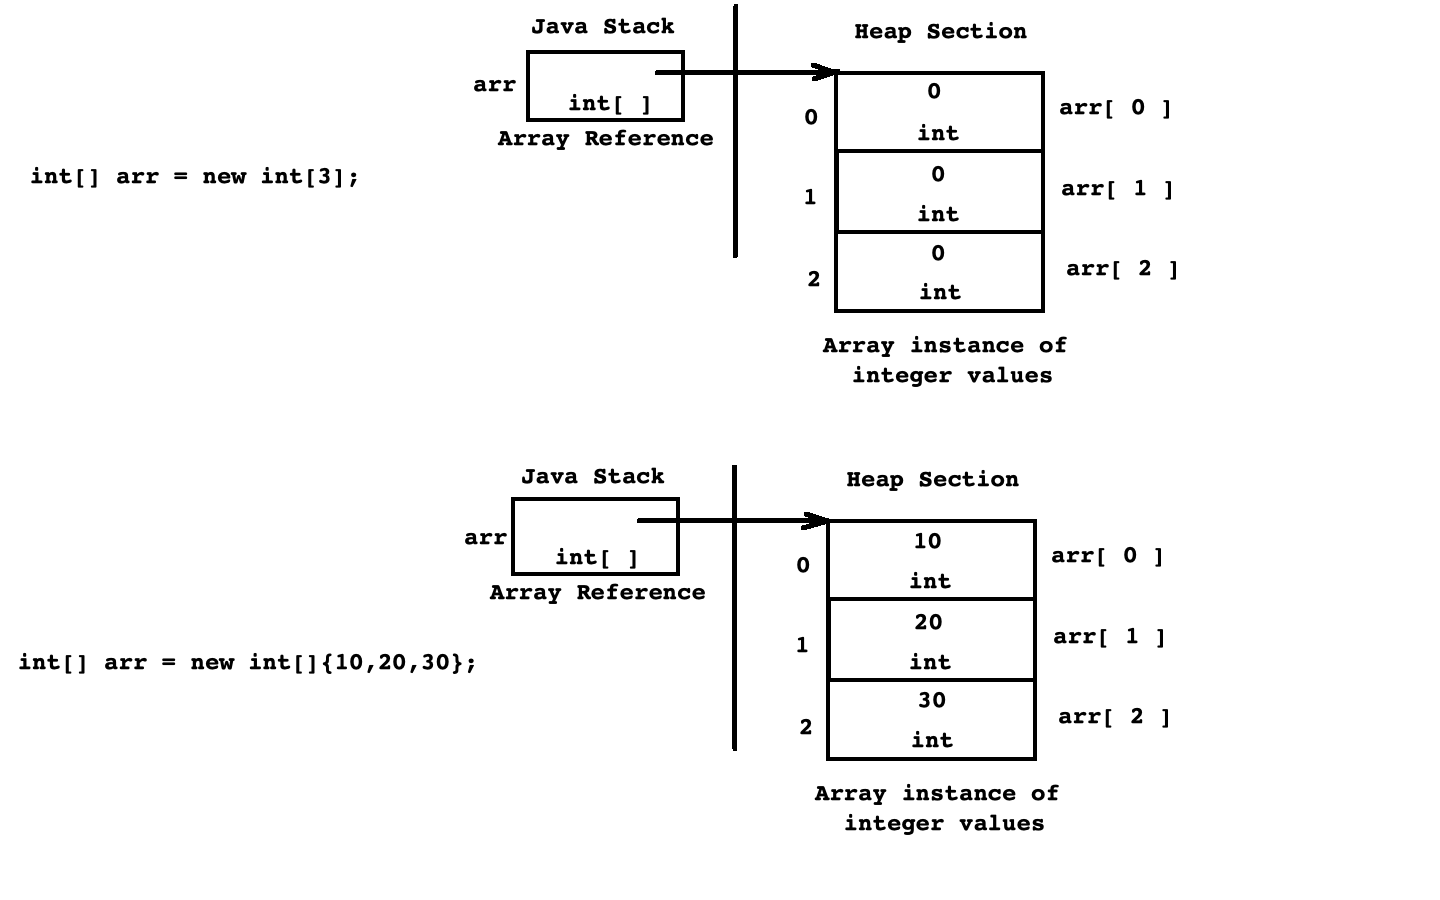 Java Stack
Heap Section
arr
int[ ]
Array Reference
int[] arr = new int[3];
0
0
int
arr[ 0 ]
1
0
int
arr[ 1 ]
2
0
int
arr[ 2 ]
Array instance of
integer values
Java Stack
Heap Section
arr
int[ ]
Array Reference
int[] arr = new int[]{10,20,30};
0
10
int
arr[ 0 ]
1
20
int
arr[ 1 ]
2
30
int
arr[ 2 ]
Array instance of
integer values